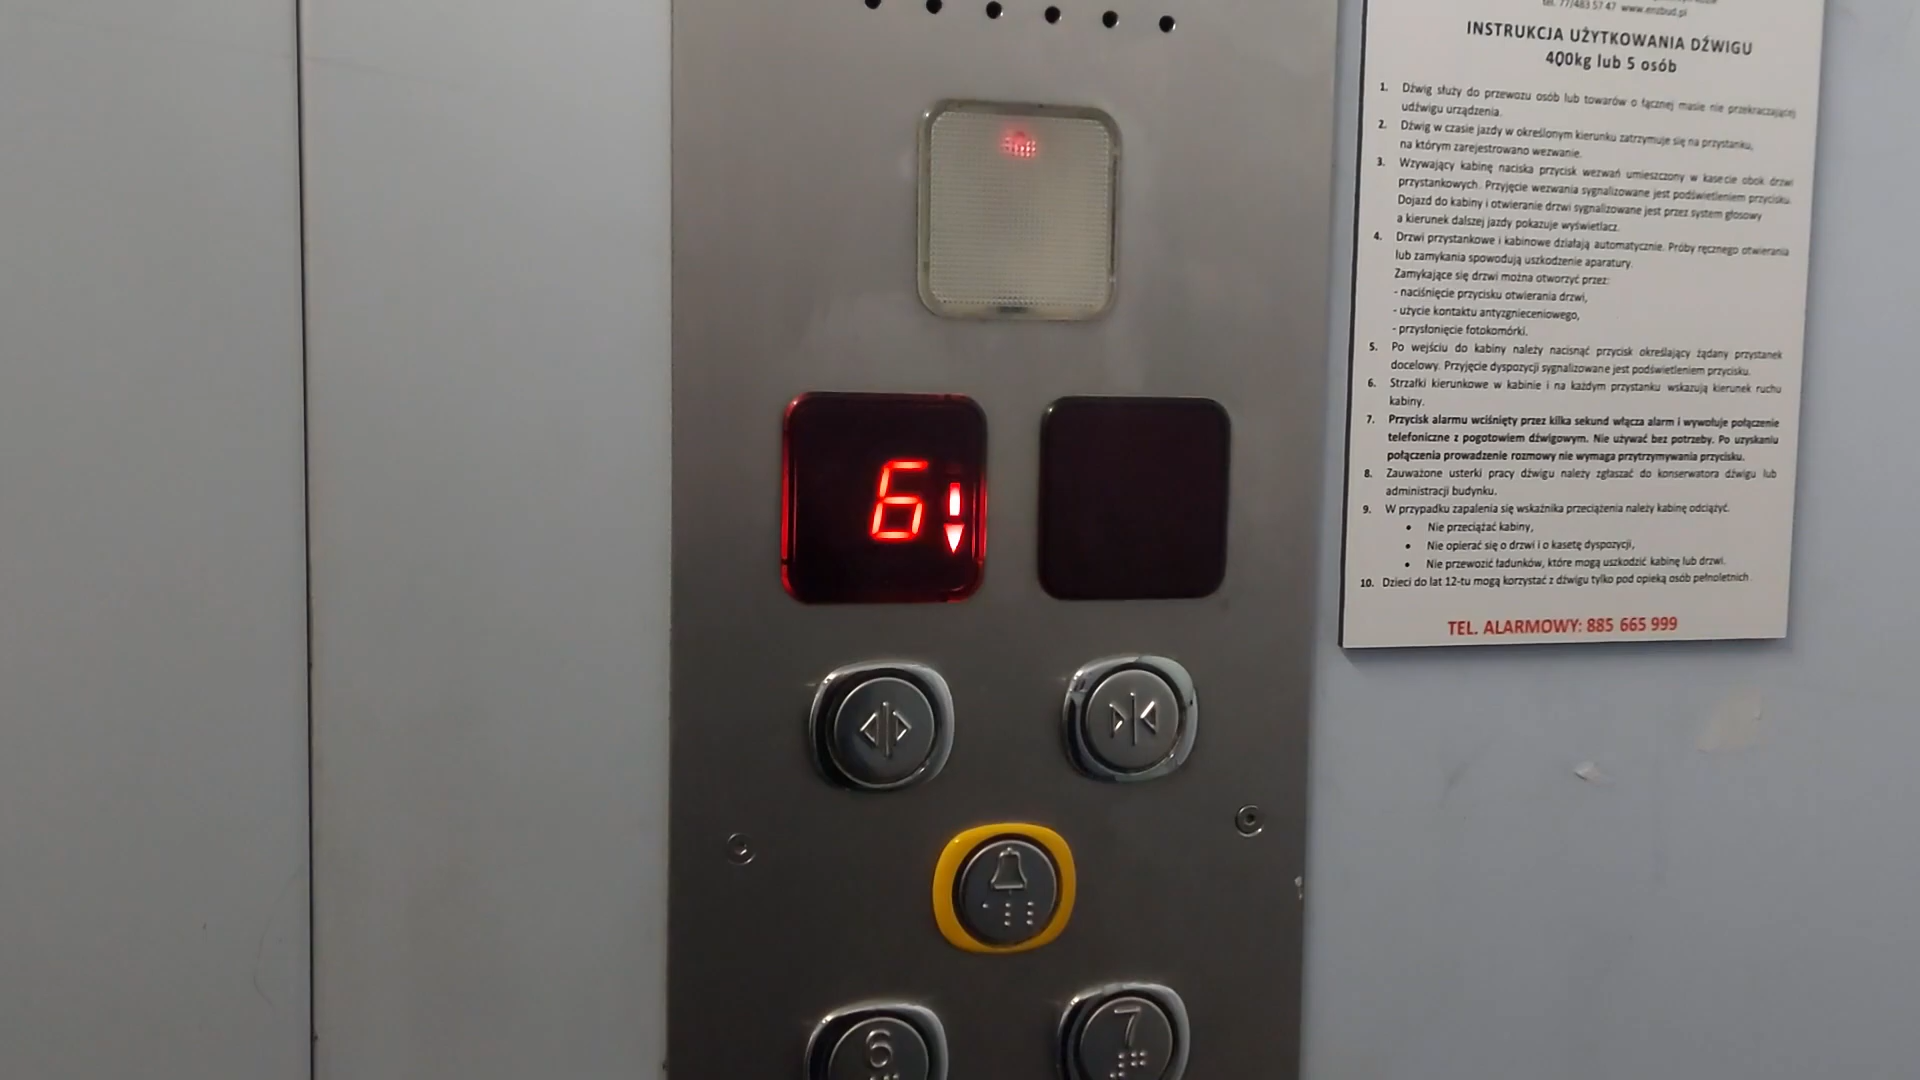 tel. 77/483 57 47 www.enzbud.pl
INSTRUKCJA UŻYTKOWANIA DŹWIGU
400kg lub 5 osób
1. Dźwig służy do przewozu osób lub towarów o łącznej masie nie przekraczającej
udźwigu urządzenia.
2. Dźwig w czasie jazdy w określonym kierunku zatrzymuje się na przystanku,
na którym zarejestrowano wezwanie.
3. Wzywający kabinę naciska przycisk wezwań umieszczony w kasecie obok drzwi
przystankowych. Przyjęcie wezwania sygnalizowane jest podświetleniem przycisku.
Dojazd do kabiny i otwieranie drzwi sygnalizowane jest przez system głosowy
a kierunek dalszej jazdy pokazuje wyświetlacz.
4. Drzwi przystankowe i kabinowe działają automatycznie. Próby ręcznego otwierania
lub zamykania spowodują uszkodzenie aparatury.
Zamykające się drzwi można otworzyć przez:
- naciśnięcie przycisku otwierania drzwi,
- użycie kontaktu antyzgnieceniowego,
- przysłonięcie fotokomórki.
5. Po wejściu do kabiny należy nacisnąć przycisk określający żądany przystanek
docelowy. Przyjęcie dyspozycji sygnalizowane jest podświetleniem przycisku.
6. Strzałki kierunkowe w kabinie i na każdym przystanku wskazują kierunek ruchu
kabiny.
7. Przycisk alarmu wciśnięty przez kilka sekund włącza alarm i wywołuje połączenie
telefoniczne z pogotowiem dźwigowym. Nie używać bez potrzeby. Po uzyskaniu
połączenia prowadzenie rozmowy nie wymaga przytrzymywania przycisku.
8. Zauważone usterki pracy dźwigu należy zgłaszać do konserwatora dźwigu lub
administracji budynku.
9. W przypadku zapalenia się wskaźnika przeciążenia należy kabinę odciążyć.
• Nie przeciążać kabiny,
• Nie opierać się o drzwi i o kasetę dyspozycji,
• Nie przewozić ładunków, które mogą uszkodzić kabinę lub drzwi.
10. Dzieci do lat 12-tu mogą korzystać z dźwigu tylko pod opieką osób pełnoletnich
TEL. ALARMOWY: 885 665 999
6
6
7